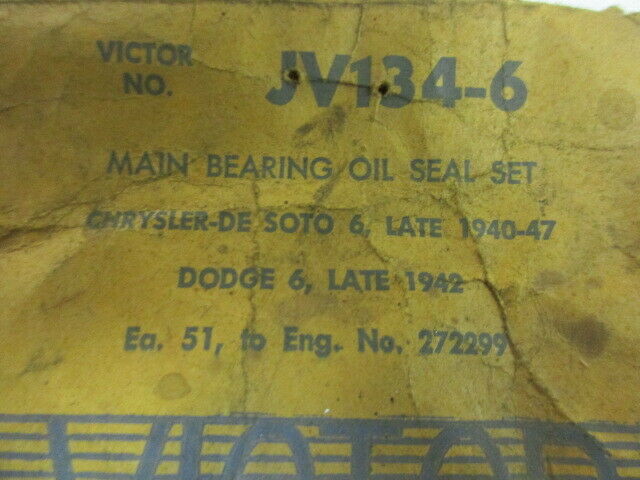 VICTOR
NO.
JV134-6
MAIN BEARING OIL SEAL SET
CHRYSLER-DE SOTO 6, LATE 1940-47
DODGE 6, LATE 1942
Ea. 51, to Eng. No. 272299
VICTOR